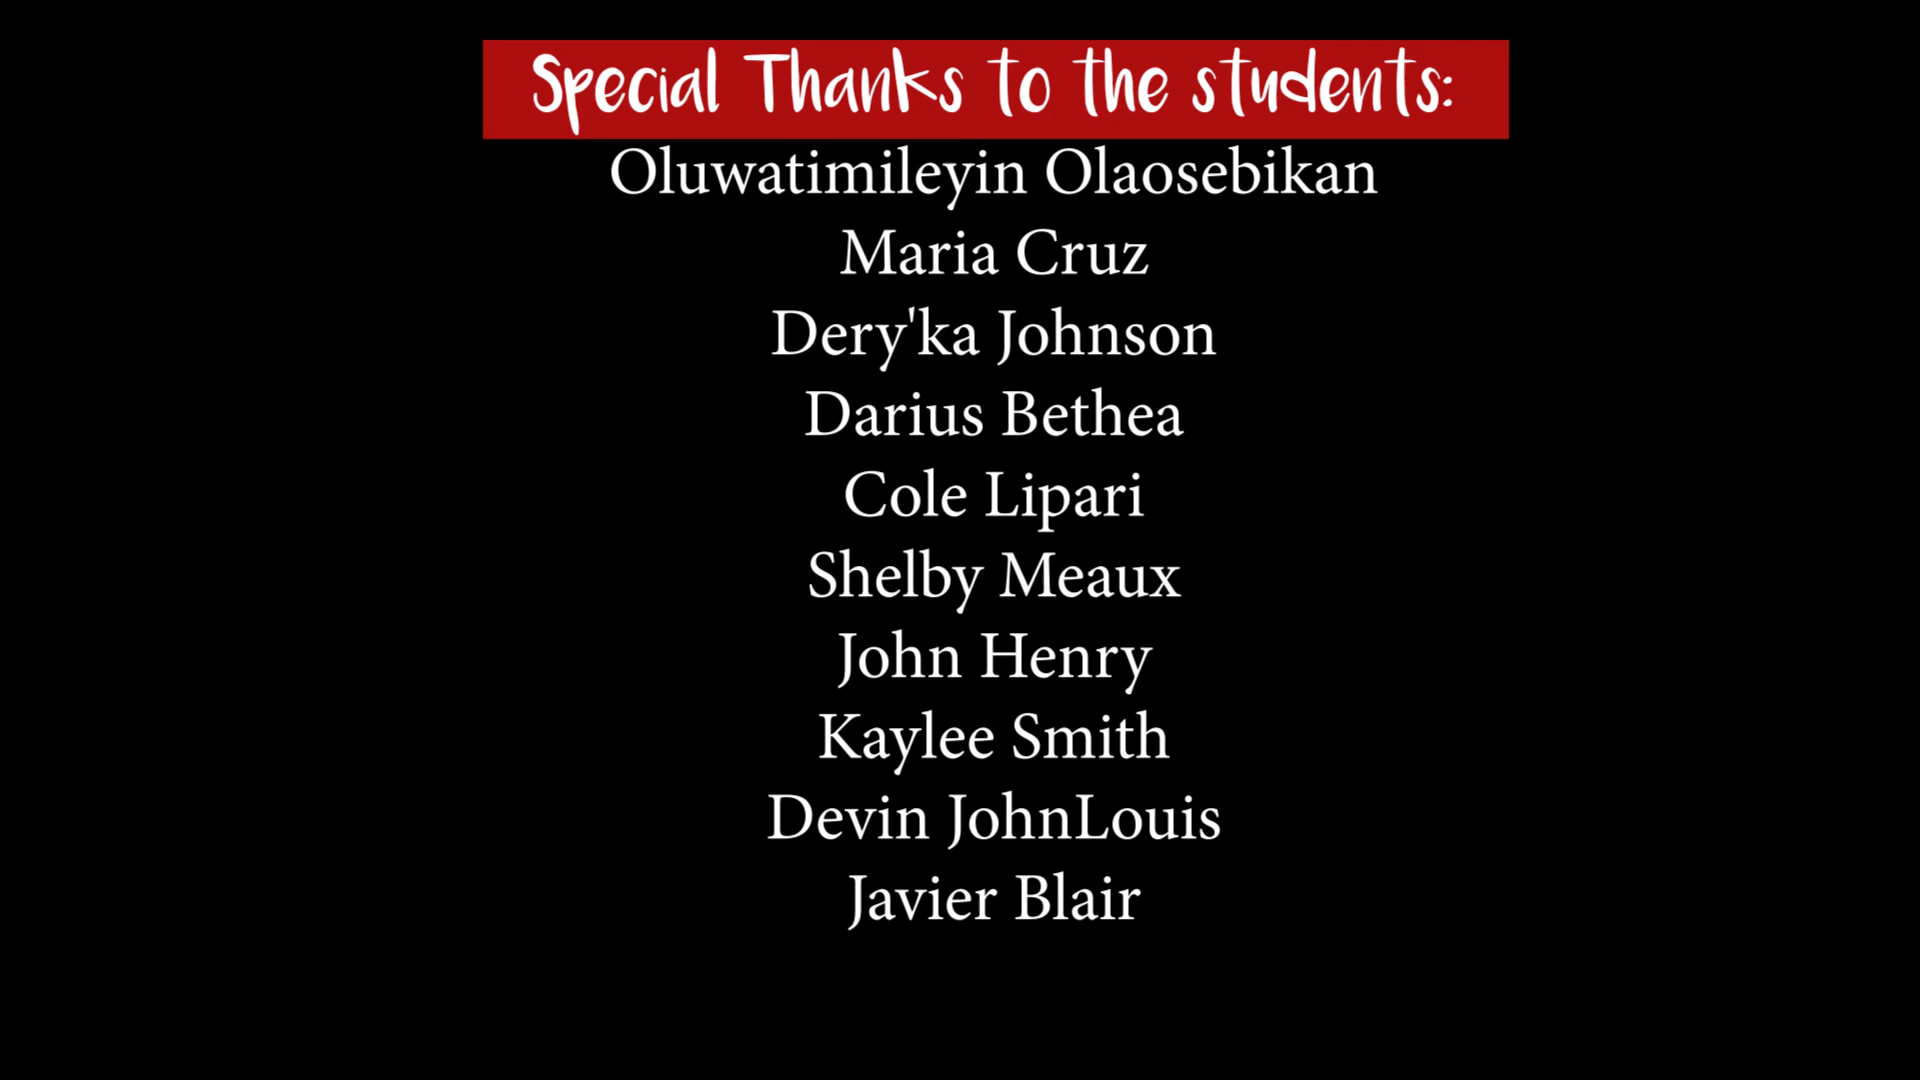 Special Thanks to the students:
Oluwatimileyin Olaosebikan
Maria Cruz
Dery'ka Johnson
Darius Bethea
Cole Lipari
Shelby Meaux
John Henry
Kaylee Smith
Devin JohnLouis
Javier Blair